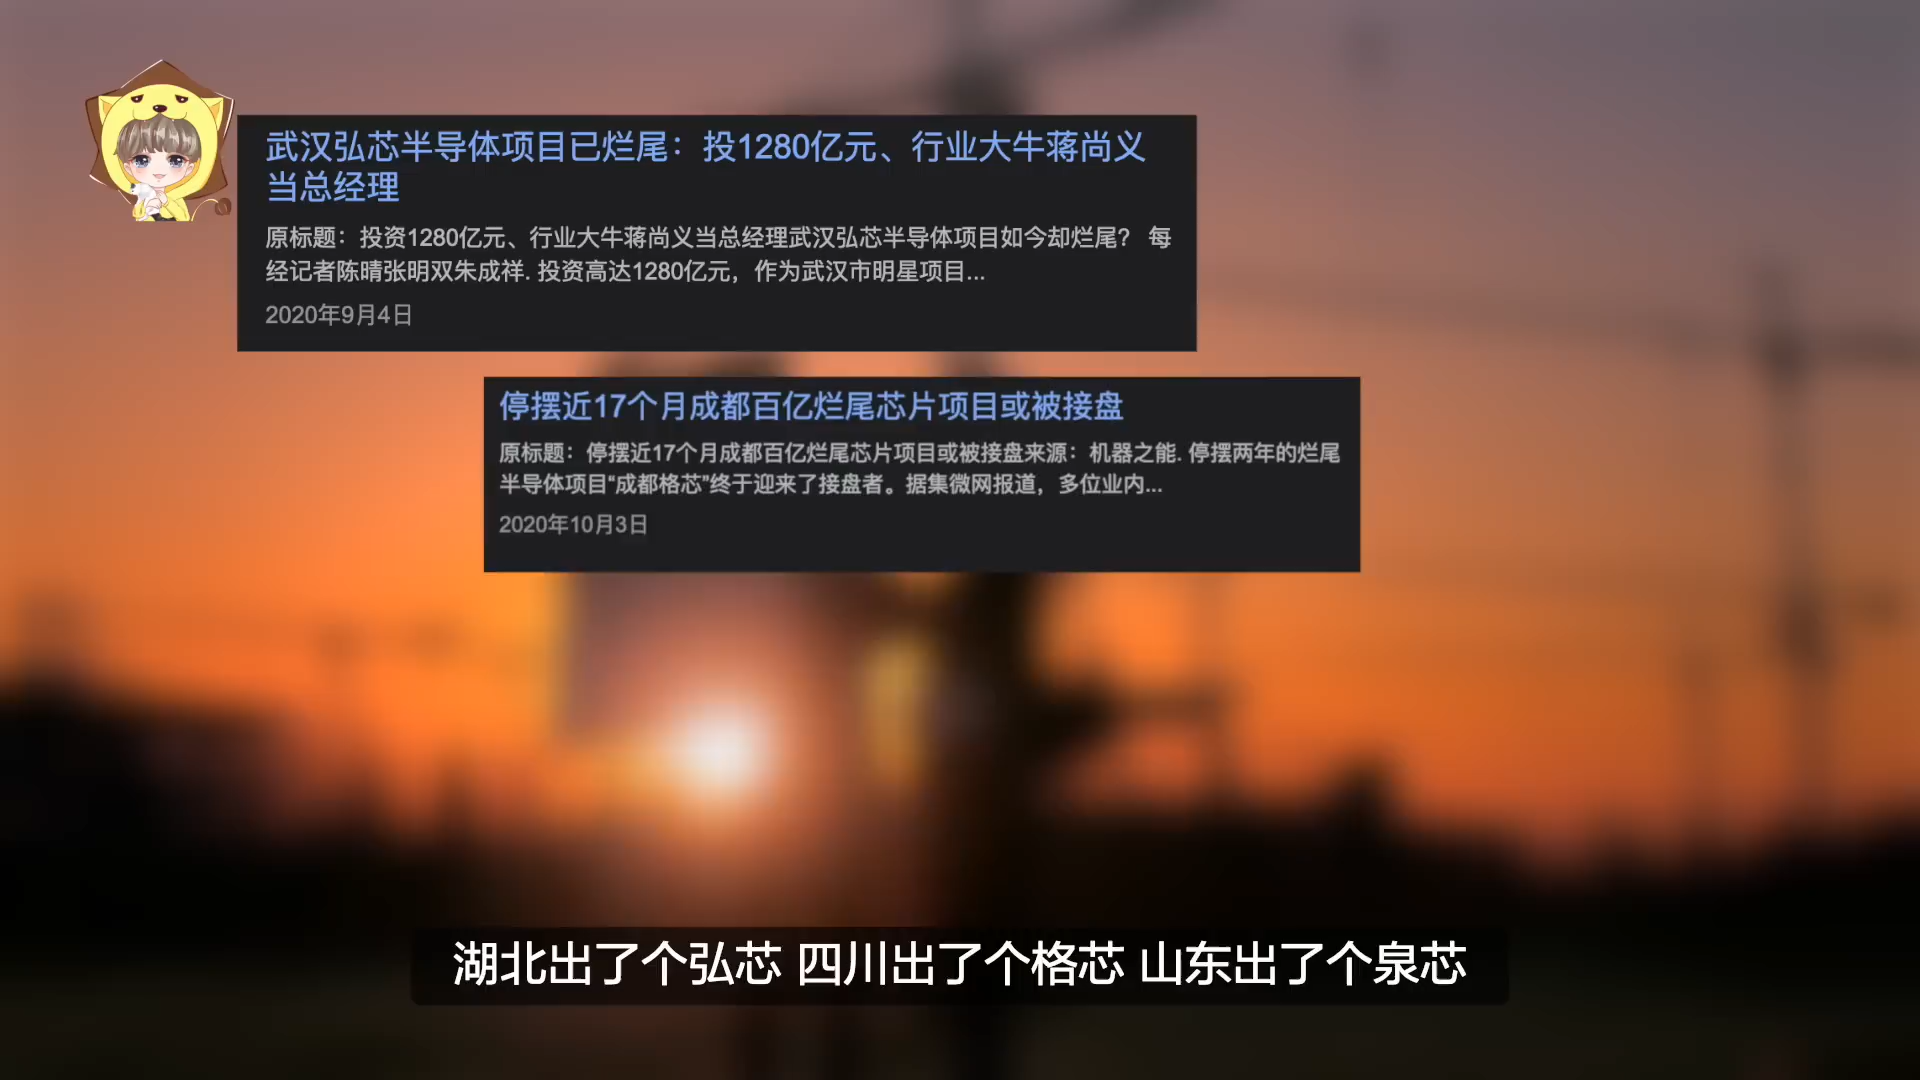 武汉弘芯半导体项目已烂尾：投1280亿元、行业大牛蒋尚义
当总经理
原标题：投资1280亿元、行业大牛蒋尚义当总经理武汉弘芯半导体项目如今却烂尾？ 每
经记者陈晴张明双朱成祥. 投资高达1280亿元，作为武汉市明星项目...
2020年9月4日
停摆近17个月成都百亿烂尾芯片项目或被接盘
原标题：停摆近17个月成都百亿烂尾芯片项目或被接盘来源：机器之能. 停摆两年的烂尾
半导体项目“成都格芯”终于迎来了接盘者。据集微网报道，多位业内...
2020年10月3日
湖北出了个弘芯 四川出了个格芯 山东出了个泉芯